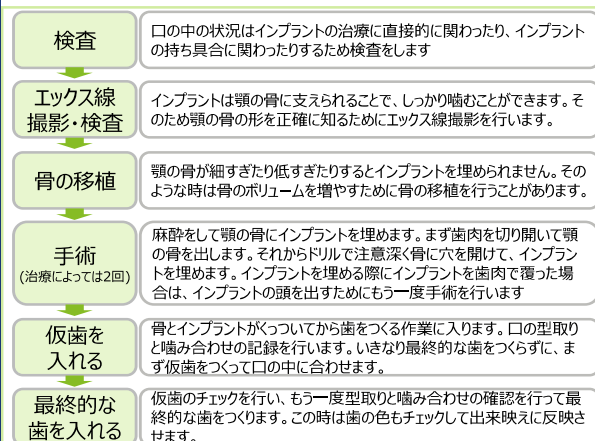 検査
口の中の状況はインプラントの治療に直接的に関わったり、インプラント
の持ち具合に関わったりするため検査をします
エックス線
撮影・検査
インプラントは顎の骨に支えられることで、しっかり噛むことができます。そ
のため顎の骨の形を正確に知るためにエックス線撮影を行います。
骨の移植
顎の骨が細すぎたり低すぎたりするとインプラントを埋められません。その
ような時は骨のボリュームを増やすために骨の移植を行うことがあります。
手術
(治療によっては2回)
麻酔をして顎の骨にインプラントを埋めます。まず歯肉を切り開いて顎
の骨を出します。それからドリルで注意深く骨に穴を開けて、インプラン
トを埋めます。インプラントを埋める際にインプラントを歯肉で覆った場
合は、インプラントの頭を出すためにもう一度手術を行います
仮歯を
入れる
骨とインプラントがくっついてから歯をつくる作業に入ります。口の型取り
と噛み合わせの記録を行います。いきなり最終的な歯をつくらずに、ま
ず仮歯をつくって口の中に合わせます。
最終的な
歯を入れる
仮歯のチェックを行い、もう一度型取りと噛み合わせの確認を行って最
終的な歯をつくります。この時は歯の色もチェックして出来映えに反映さ
せます。